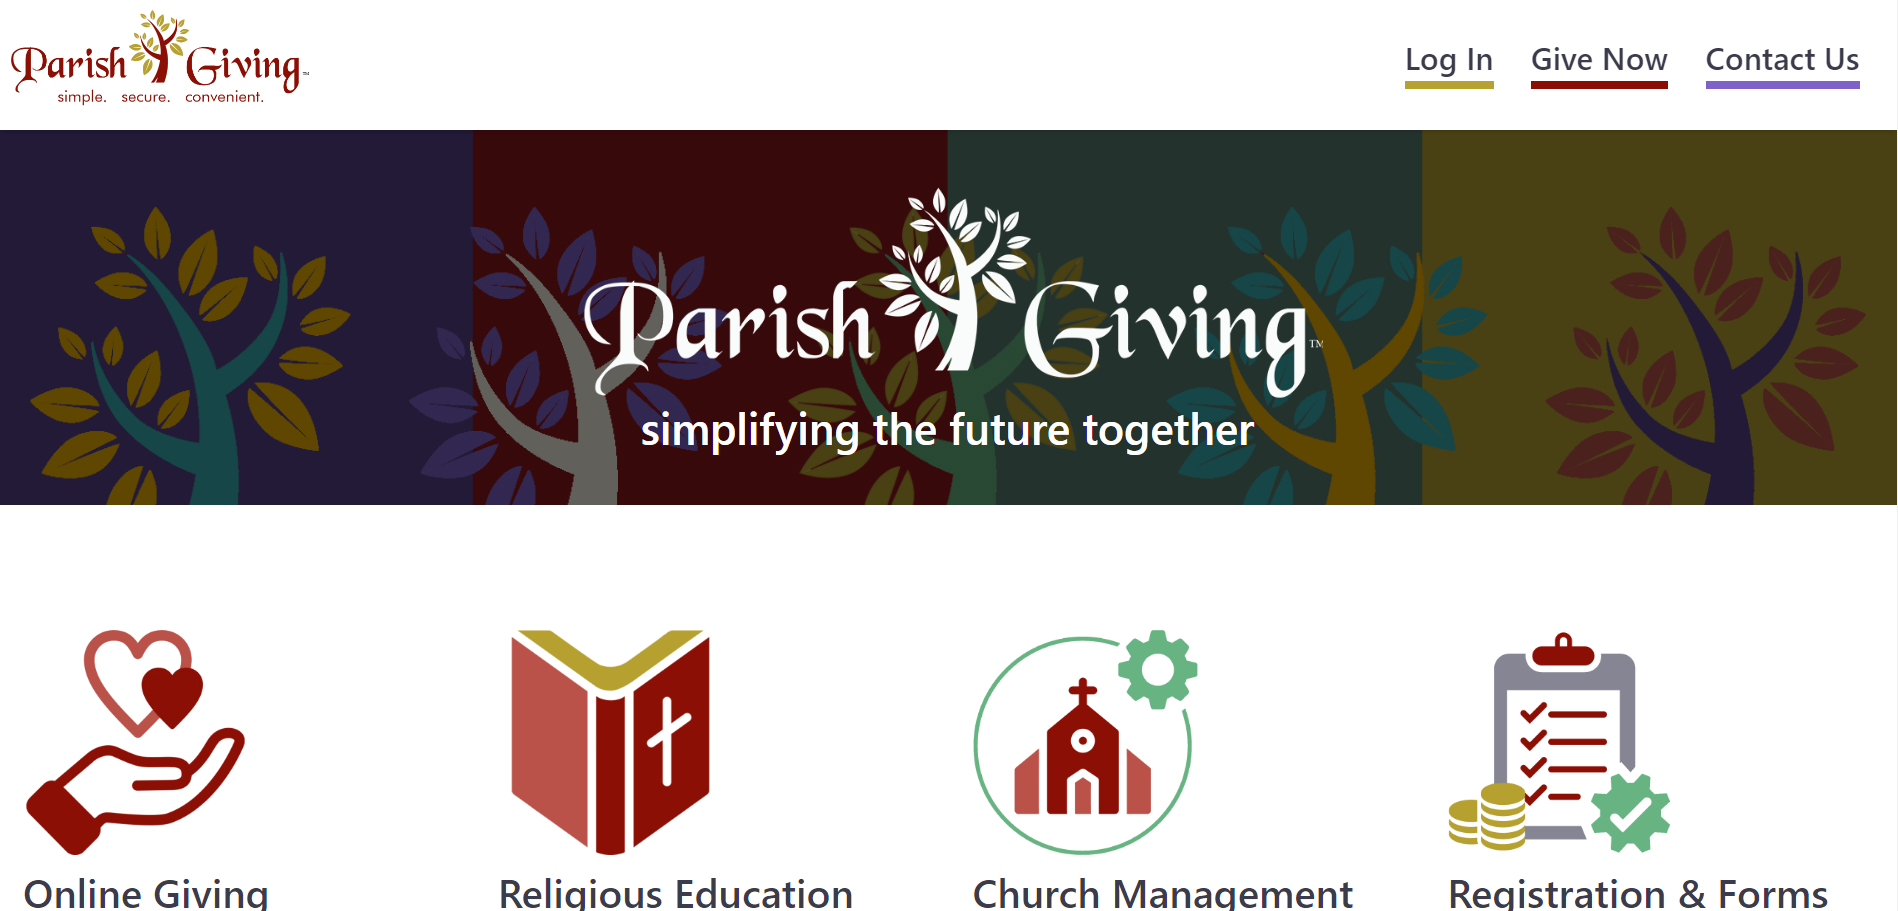 Parish Giving™
simple. secure. convenient.
Log In Give Now Contact Us
Parish Giving™
simplifying the future together
Online Giving Religious Education Church Management Registration & Forms